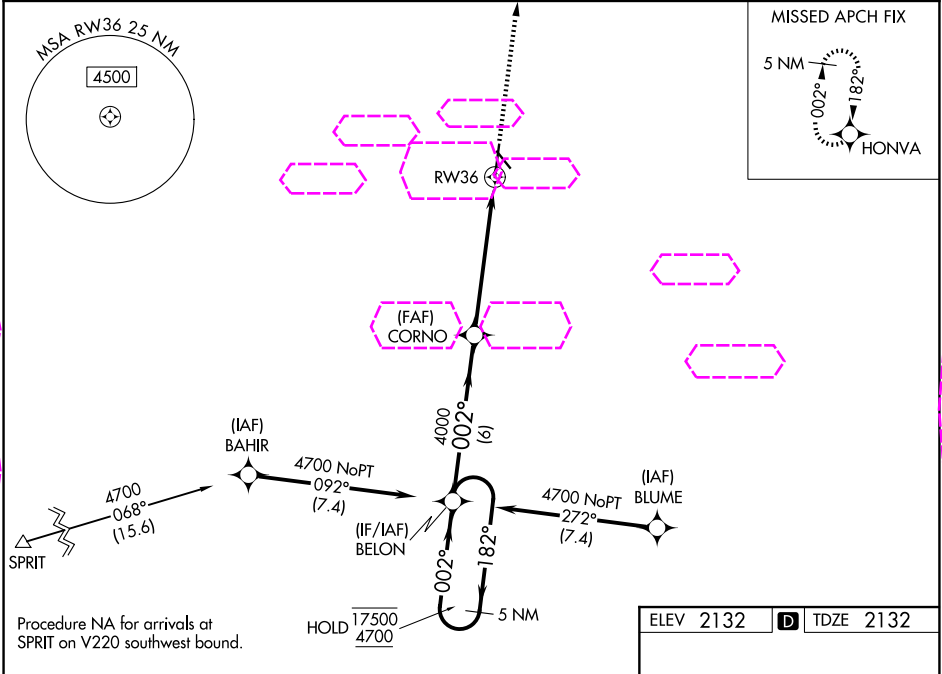 MSA RW36 25 NM
4500
MISSED APCH FIX
5 NM
002°
182°
HONVA
RW36
(FAF)
CORNO
4000
002°
(6)
(IAF)
BAHIR
4700 NoPT
092°
(7.4)
4700
068°
(15.6)
SPRIT
(IF/IAF)
BELON
4700 NoPT
272°
(7.4)
(IAF)
BLUME
002°
182°
HOLD
17500
4700
5 NM
Procedure NA for arrivals at
SPRIT on V220 southwest bound.
ELEV 2132 D TDZE 2132